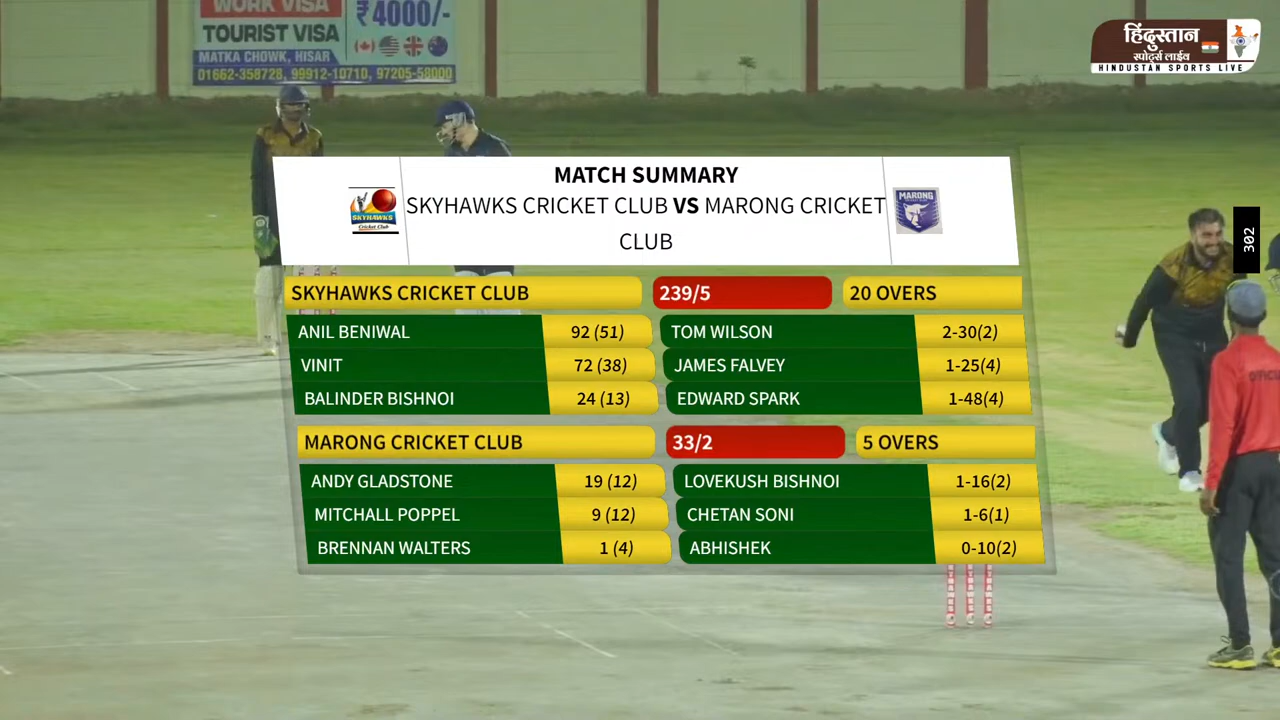 WORK VISA
TOURIST VISA
₹4000/-
MATKA CHOWK, HISAR
01662-358728, 99912-10710, 97205-58000
हिंदुस्तान
स्पोर्ट्स लाईव
HINDUSTAN SPORTS LIVE
MATCH SUMMARY
SKYHAWKS CRICKET CLUB VS MARONG CRICKET
CLUB
SKYHAWKS
Cricket Club
MARONG
302
SKYHAWKS CRICKET CLUB 239/5 20 OVERS
ANIL BENIWAL 92 (51) TOM WILSON 2-30(2)
VINIT 72 (38) JAMES FALVEY 1-25(4)
BALINDER BISHNOI 24 (13) EDWARD SPARK 1-48(4)
MARONG CRICKET CLUB 33/2 5 OVERS
ANDY GLADSTONE 19 (12) LOVEKUSH BISHNOI 1-16(2)
MITCHALL POPPEL 9 (12) CHETAN SONI 1-6(1)
BRENNAN WALTERS 1 (4) ABHISHEK 0-10(2)